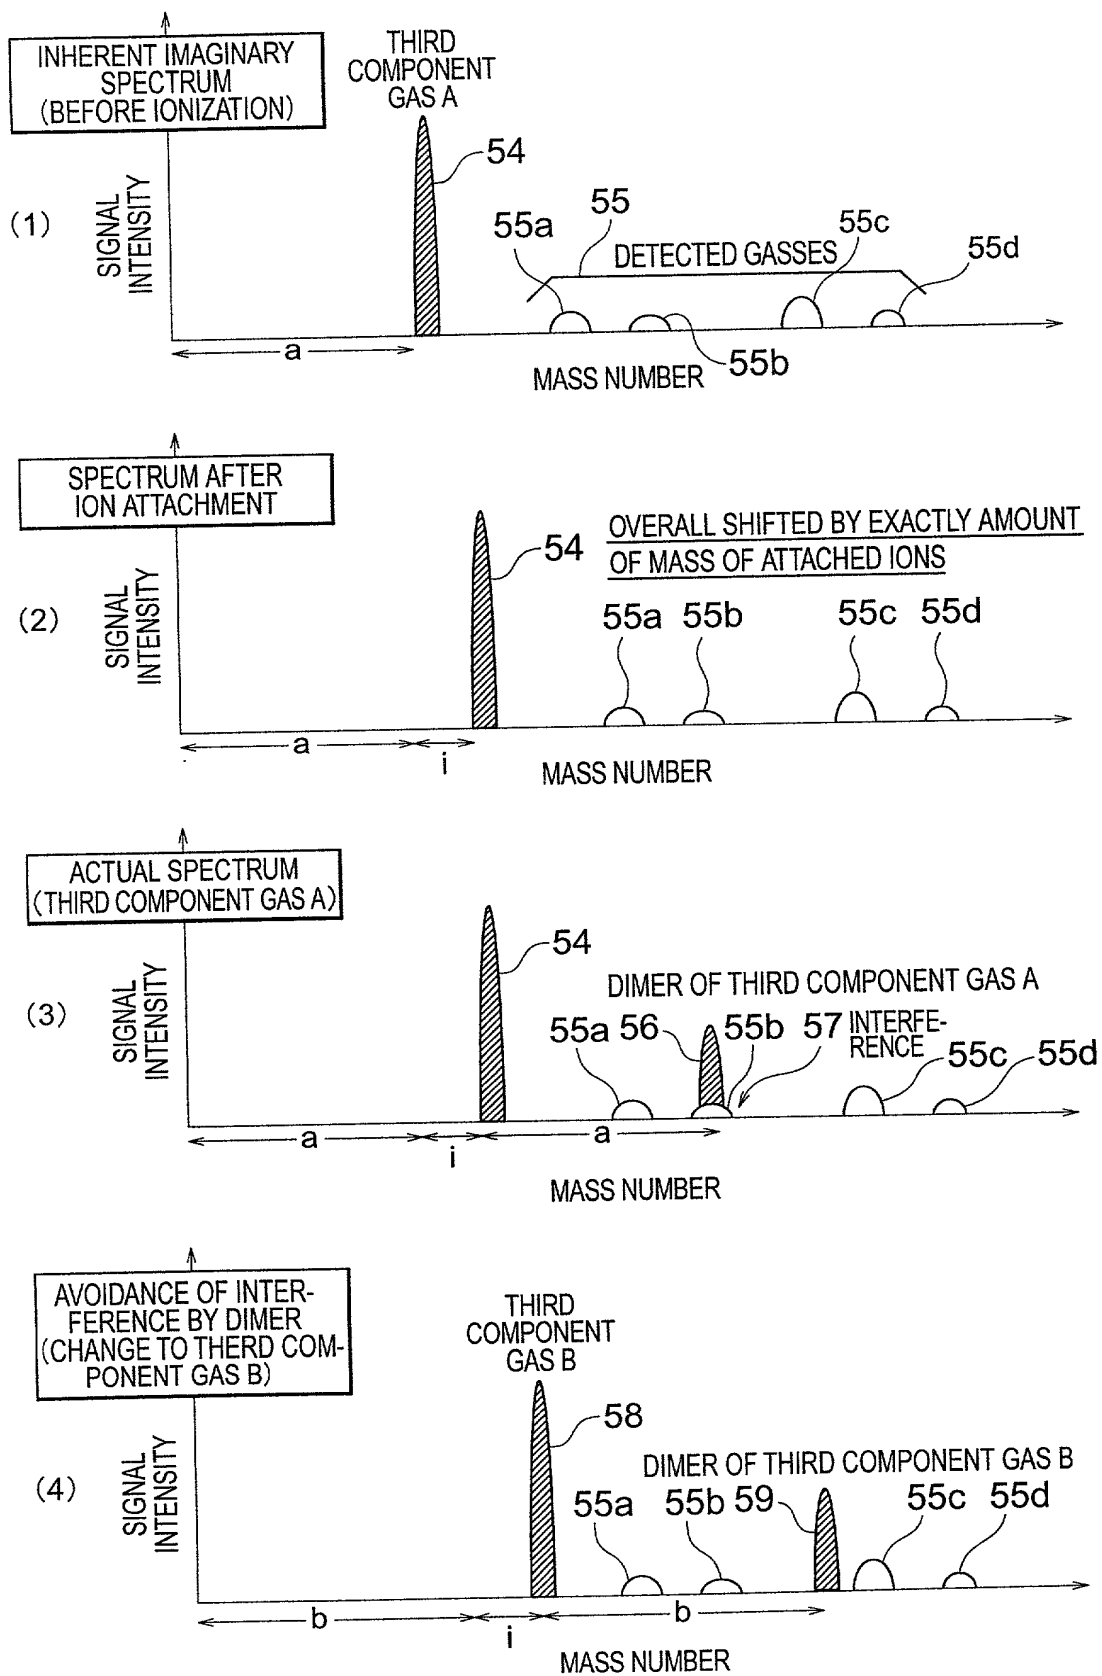 INHERENT IMAGINARY
SPECTRUM
(BEFORE IONIZATION)
THIRD
COMPONENT
GAS A
54
(1)
SIGNAL
INTENSITY
55a
55
55c
55d
DETECTED GASSES
55b
a
MASS NUMBER
SPECTRUM AFTER
ION ATTACHMENT
54
OVERALL SHIFTED BY EXACTLY AMOUNT
OF MASS OF ATTACHED IONS
(2)
SIGNAL
INTENSITY
55a
55b
55c
55d
a
i
MASS NUMBER
ACTUAL SPECTRUM
(THIRD COMPONENT GAS A)
54
DIMER OF THIRD COMPONENT GAS A
(3)
SIGNAL
INTENSITY
55a
56
55b
57
INTERFE-
RENCE
55c
55d
a
i
a
MASS NUMBER
AVOIDANCE OF INTER-
FERENCE BY DIMER
(CHANGE TO THERD COM-
PONENT GAS B)
THIRD
COMPONENT
GAS B
58
DIMER OF THIRD COMPONENT GAS B
(4)
SIGNAL
INTENSITY
55a
55b
59
55c
55d
b
i
b
MASS NUMBER